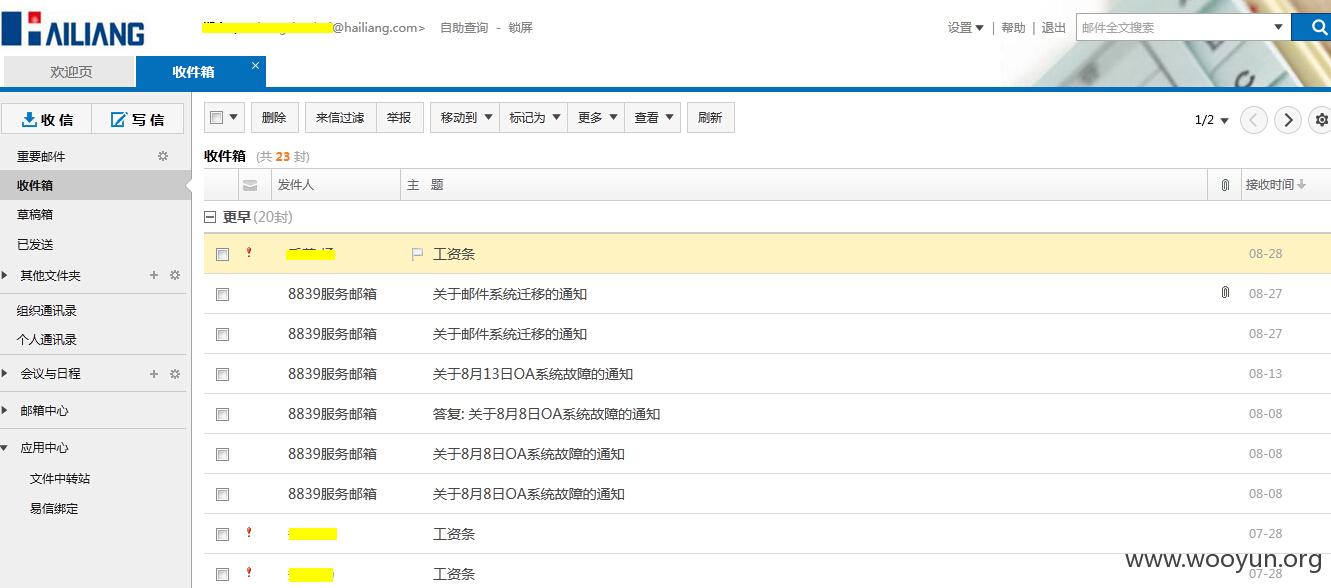 HAILIANG
@hailiang.com> 自助查询 - 锁屏
设置 | 帮助 | 退出 邮件全文搜索
欢迎页 收件箱 ×
收信 写信
删除 来信过滤 举报 移动到 标记为 更多 查看 刷新
1/2
重要邮件
收件箱
草稿箱
已发送
其他文件夹 +
组织通讯录
个人通讯录
会议与日程 +
邮箱中心
应用中心
文件中转站
易信绑定
收件箱 (共 23 封)
发件人 主 题 接收时间
更早(20封)
工资条 08-28
8839服务邮箱 关于邮件系统迁移的通知 08-27
8839服务邮箱 关于邮件系统迁移的通知 08-27
8839服务邮箱 关于8月13日OA系统故障的通知 08-13
8839服务邮箱 答复: 关于8月8日OA系统故障的通知 08-08
8839服务邮箱 关于8月8日OA系统故障的通知 08-08
8839服务邮箱 关于8月8日OA系统故障的通知 08-08
工资条 07-28
工资条 07-28
www.wooyun.org